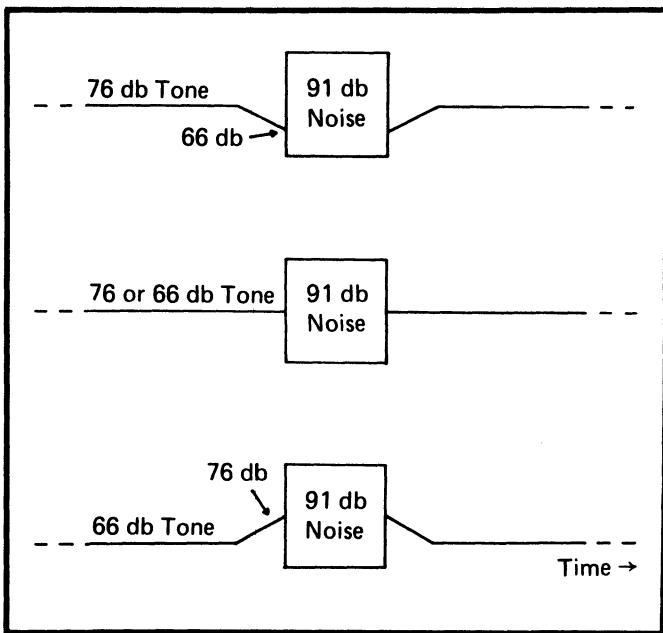 76 db Tone
91 db
Noise
66 db
76 or 66 db Tone
91 db
Noise
76 db
91 db
Noise
66 db Tone
Time →